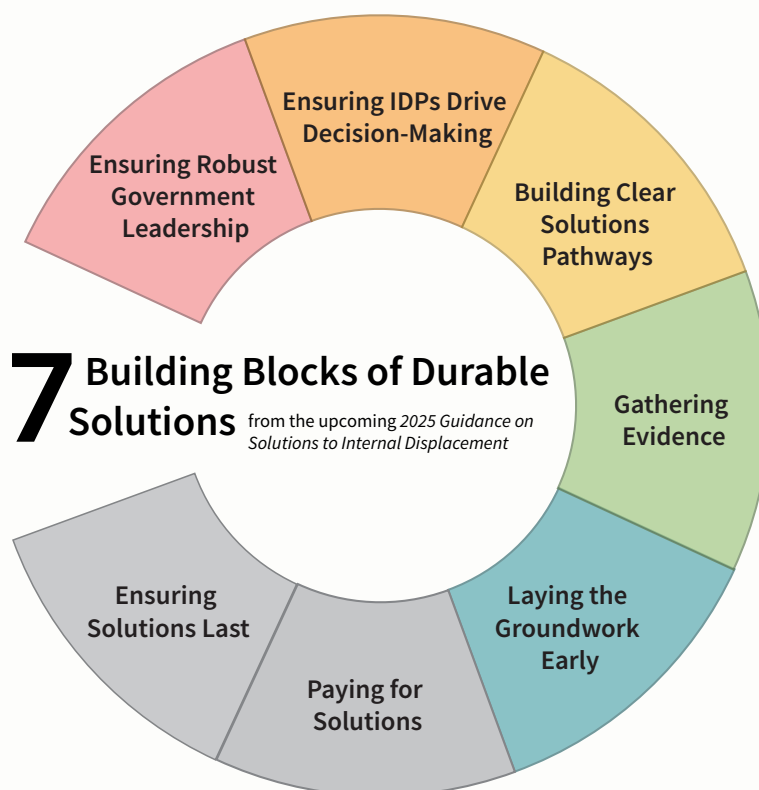 Ensuring IDPs Drive
Decision-Making
Ensuring Robust
Government
Leadership
Building Clear
Solutions
Pathways
7 Building Blocks of Durable
Solutions from the upcoming 2025 Guidance on
Solutions to Internal Displacement
Gathering
Evidence
Laying the
Groundwork
Early
Paying for
Solutions
Ensuring
Solutions Last